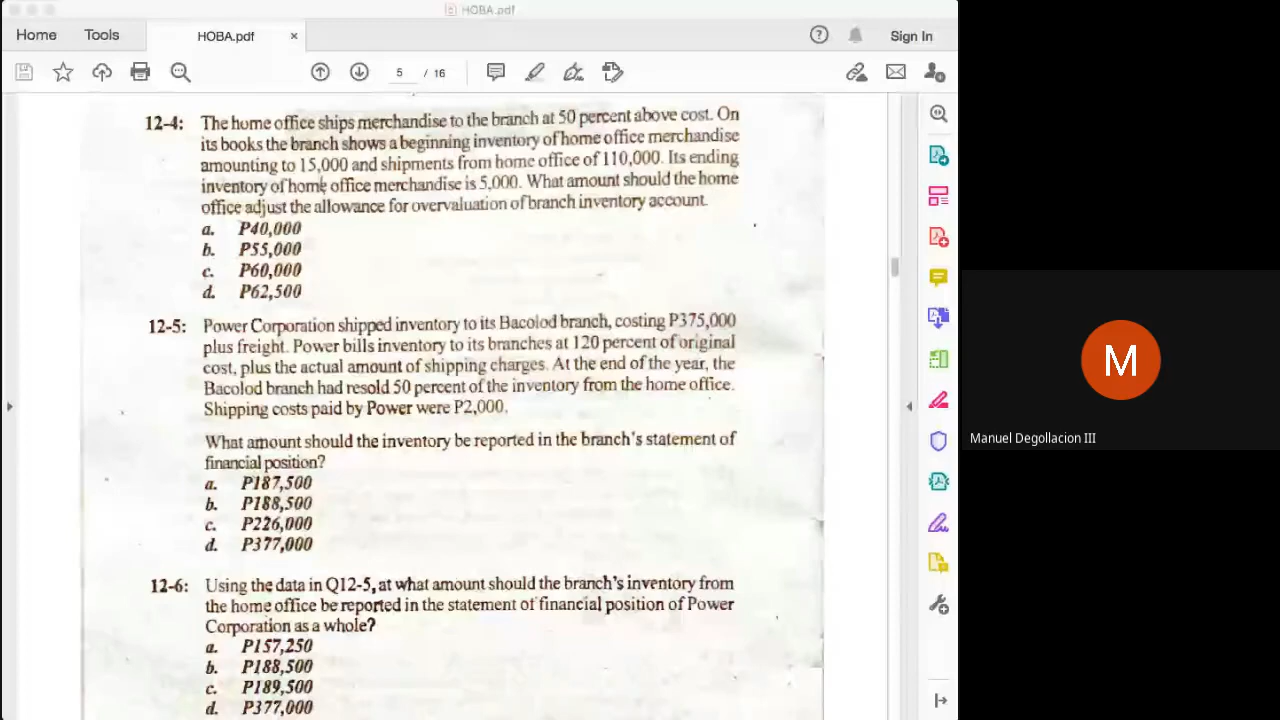 HOBA.pdf
Home
Tools
HOBA.pdf
×
Sign In
5 / 16
12-4: The home office ships merchandise to the branch at 50 percent above cost. On
its books the branch shows a beginning inventory of home office merchandise
amounting to 15,000 and shipments from home office of 110,000. Its ending
inventory of home office merchandise is 5,000. What amount should the home
office adjust the allowance for overvaluation of branch inventory account.
a. P40,000
b. P55,000
c. P60,000
d. P62,500
12-5: Power Corporation shipped inventory to its Bacolod branch, costing P375,000
plus freight. Power bills inventory to its branches at 120 percent of original
cost, plus the actual amount of shipping charges. At the end of the year, the
Bacolod branch had resold 50 percent of the inventory from the home office.
Shipping costs paid by Power were P2,000.
What amount should the inventory be reported in the branch's statement of
financial position?
a. P187,500
b. P188,500
c. P226,000
d. P377,000
12-6: Using the data in Q12-5, at what amount should the branch's inventory from
the home office be reported in the statement of financial position of Power
Corporation as a whole?
a. P157,250
b. P188,500
c. P189,500
d. P377,000
M
Manuel Degollacion III